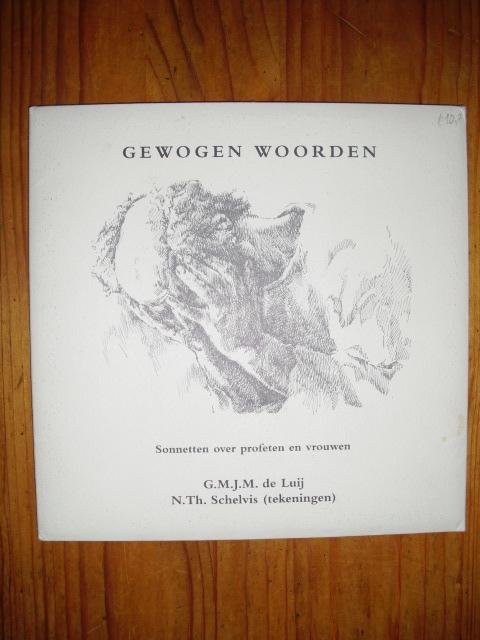 GEWOGEN WOORDEN
Sonnetten over profeten en vrouwen
G.M.J.M. de Luij
N.Th. Schelvis (tekeningen)